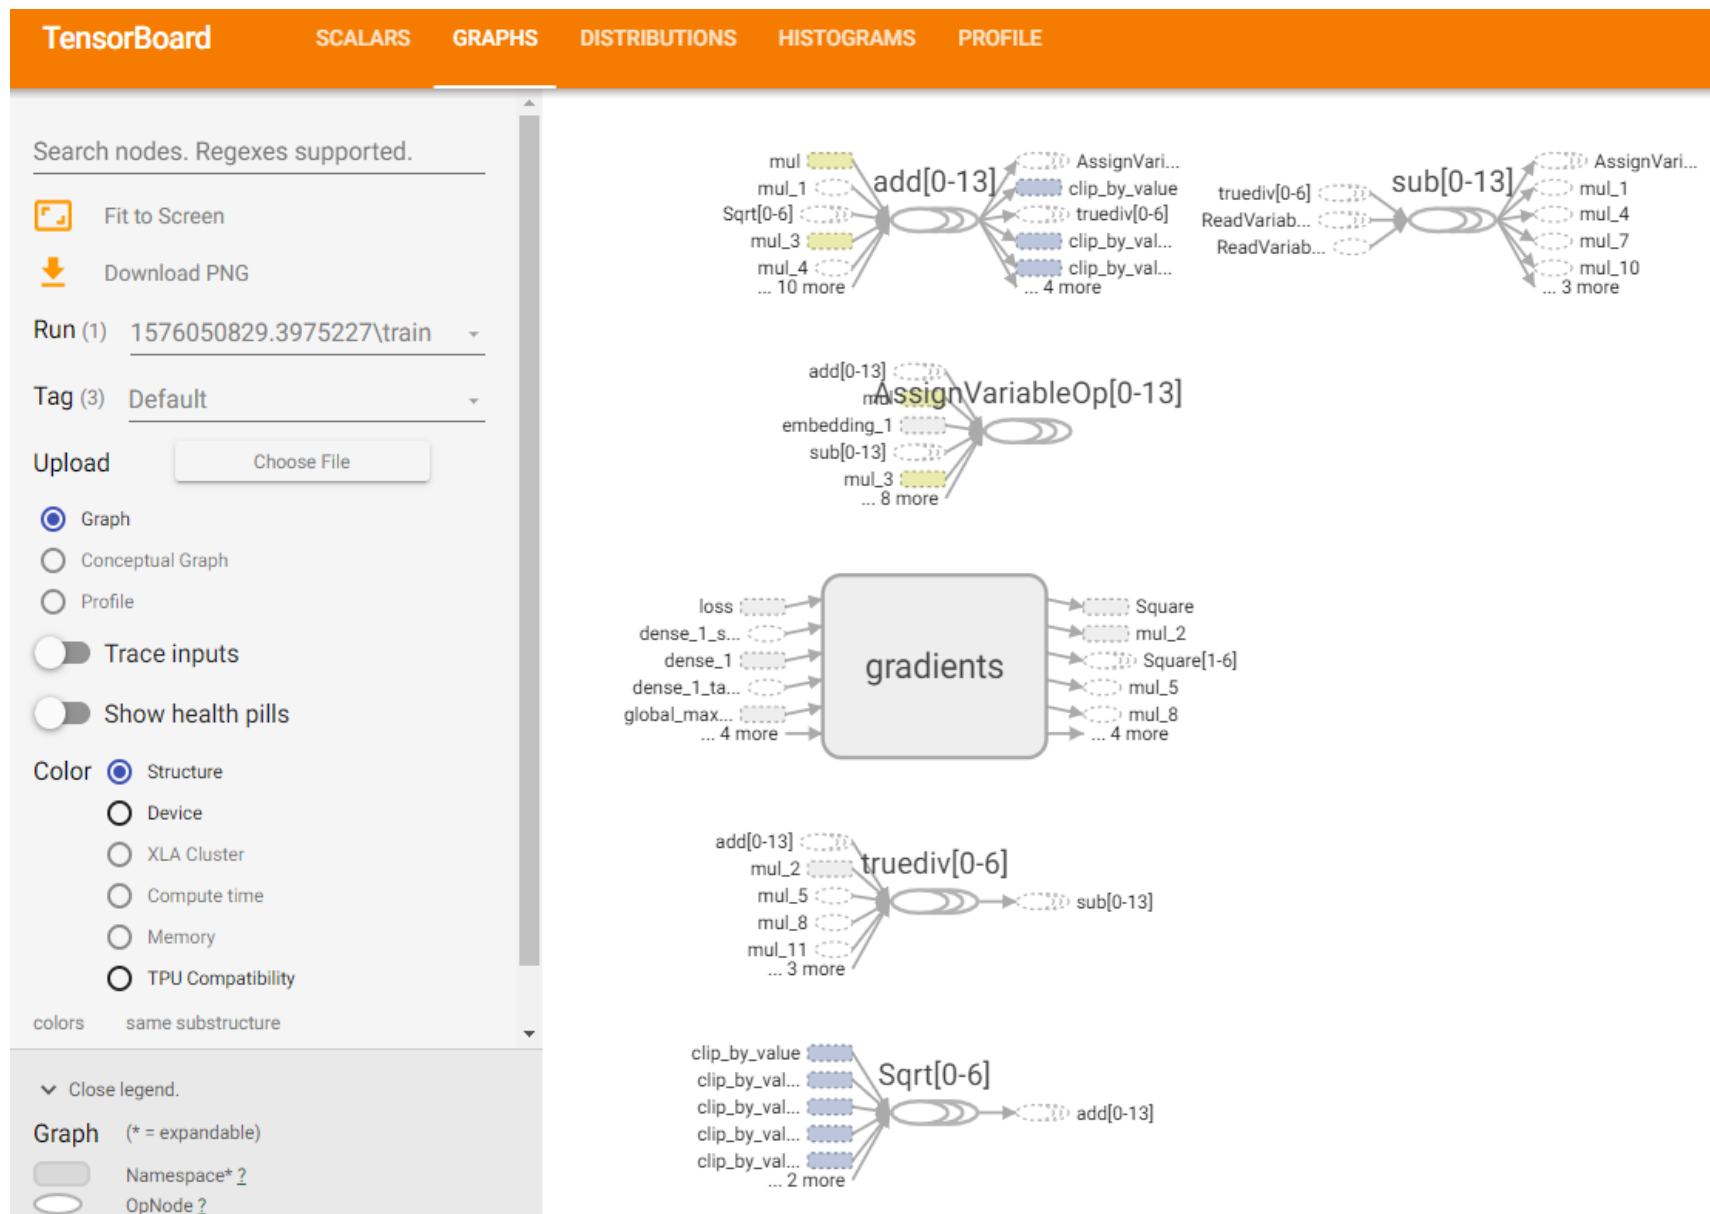 TensorBoard SCALARS GRAPHS DISTRIBUTIONS HISTOGRAMS PROFILE
Search nodes. Regexes supported.
Fit to Screen
Download PNG
Run (1) 1576050829.3975227\train
Tag (3) Default
Upload Choose File
Graph
Conceptual Graph
Profile
Trace inputs
Show health pills
Color Structure
Device
XLA Cluster
Compute time
Memory
TPU Compatibility
colors same substructure
Close legend.
Graph (* = expandable)
Namespace* ?
OpNode ?
mul
mul_1
Sqrt[0-6]
mul_3
mul_4
... 10 more
add[0-13]
AssignVari...
clip_by_value
truediv[0-6]
clip_by_val...
clip_by_val...
... 4 more
truediv[0-6]
ReadVariab...
ReadVariab...
sub[0-13]
AssignVari...
mul_1
mul_4
mul_7
mul_10
... 3 more
add[0-13]
mul
embedding_1
sub[0-13]
mul_3
... 8 more
AssignVariableOp[0-13]
loss
dense_1_s...
dense_1
dense_1_ta...
global_max...
... 4 more
gradients
Square
mul_2
Square[1-6]
mul_5
mul_8
... 4 more
add[0-13]
mul_2
mul_5
mul_8
mul_11
... 3 more
truediv[0-6]
sub[0-13]
clip_by_value
clip_by_val...
clip_by_val...
clip_by_val...
clip_by_val...
... 2 more
Sqrt[0-6]
add[0-13]